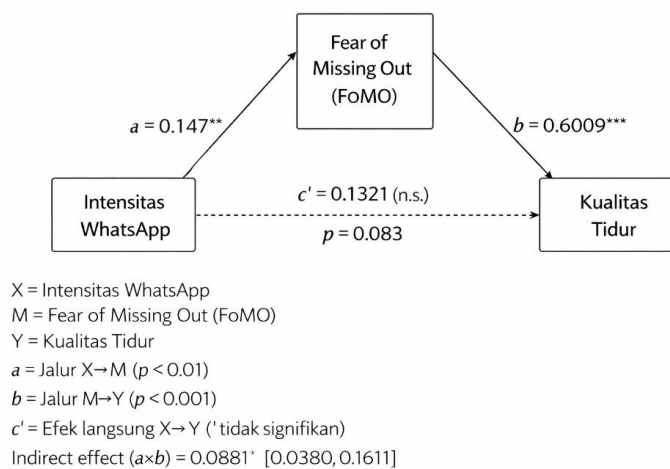 Fear of
Missing Out
(FoMO)
a = 0.147**
b = 0.6009***
Intensitas
WhatsApp
c' = 0.1321 (n.s.)
p = 0.083
Kualitas
Tidur
X = Intensitas WhatsApp
M = Fear of Missing Out (FoMO)
Y = Kualitas Tidur
a = Jalur X→M (p < 0.01)
b = Jalur M→Y (p < 0.001)
c' = Efek langsung X→Y (' tidak signifikan)
Indirect effect (a×b) = 0.0881* [0.0380, 0.1611]